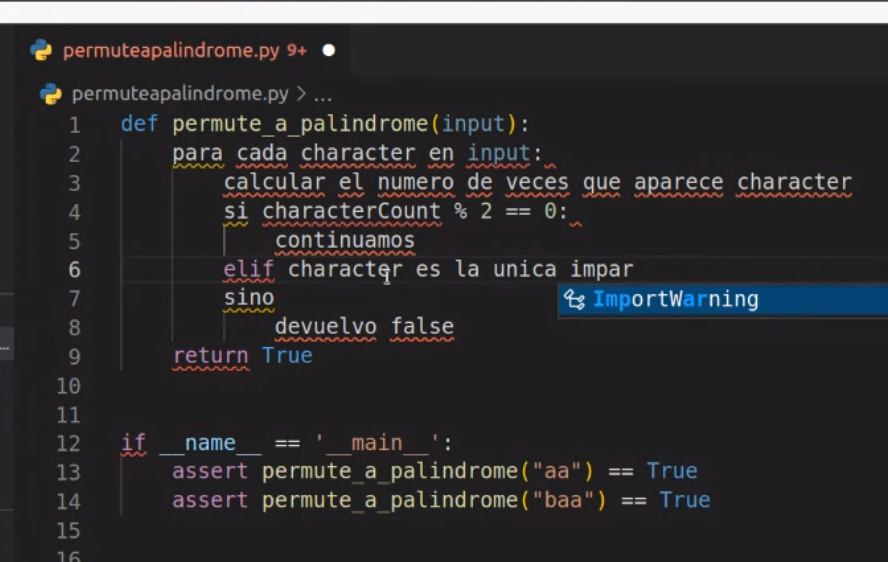 permuteapalindrome.py 9+
permuteapalindrome.py > ...
1 def permute_a_palindrome(input):
2 para cada character en input:
3 calcular el numero de veces que aparece character
4 si characterCount % 2 == 0:
5 continuamos
6 elif character es la unica impar
7 sino
ImportWarning
8 devuelvo false
9 return True
10
11
12 if __name__ == '__main__':
13 assert permute_a_palindrome("aa") == True
14 assert permute_a_palindrome("baa") == True
15
16